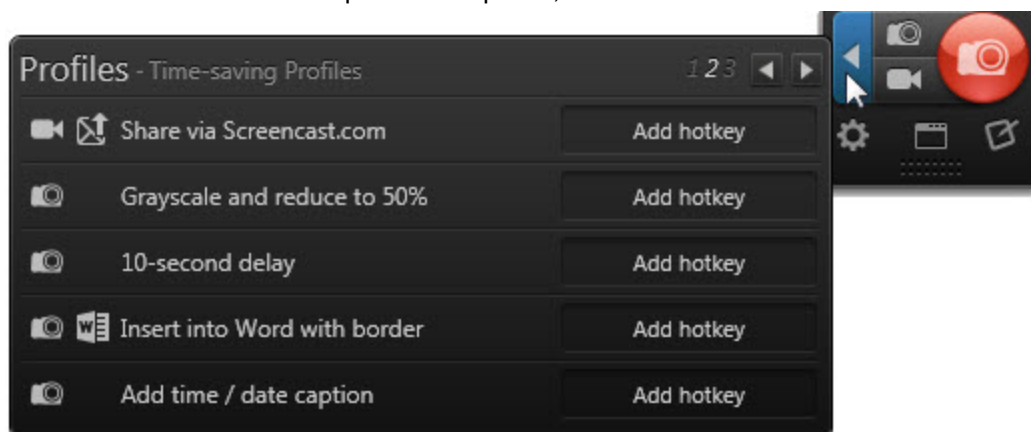 Profiles - Time-saving Profiles 1 2 3
Share via Screencast.com Add hotkey
Grayscale and reduce to 50% Add hotkey
10-second delay Add hotkey
W Insert into Word with border Add hotkey
Add time / date caption Add hotkey